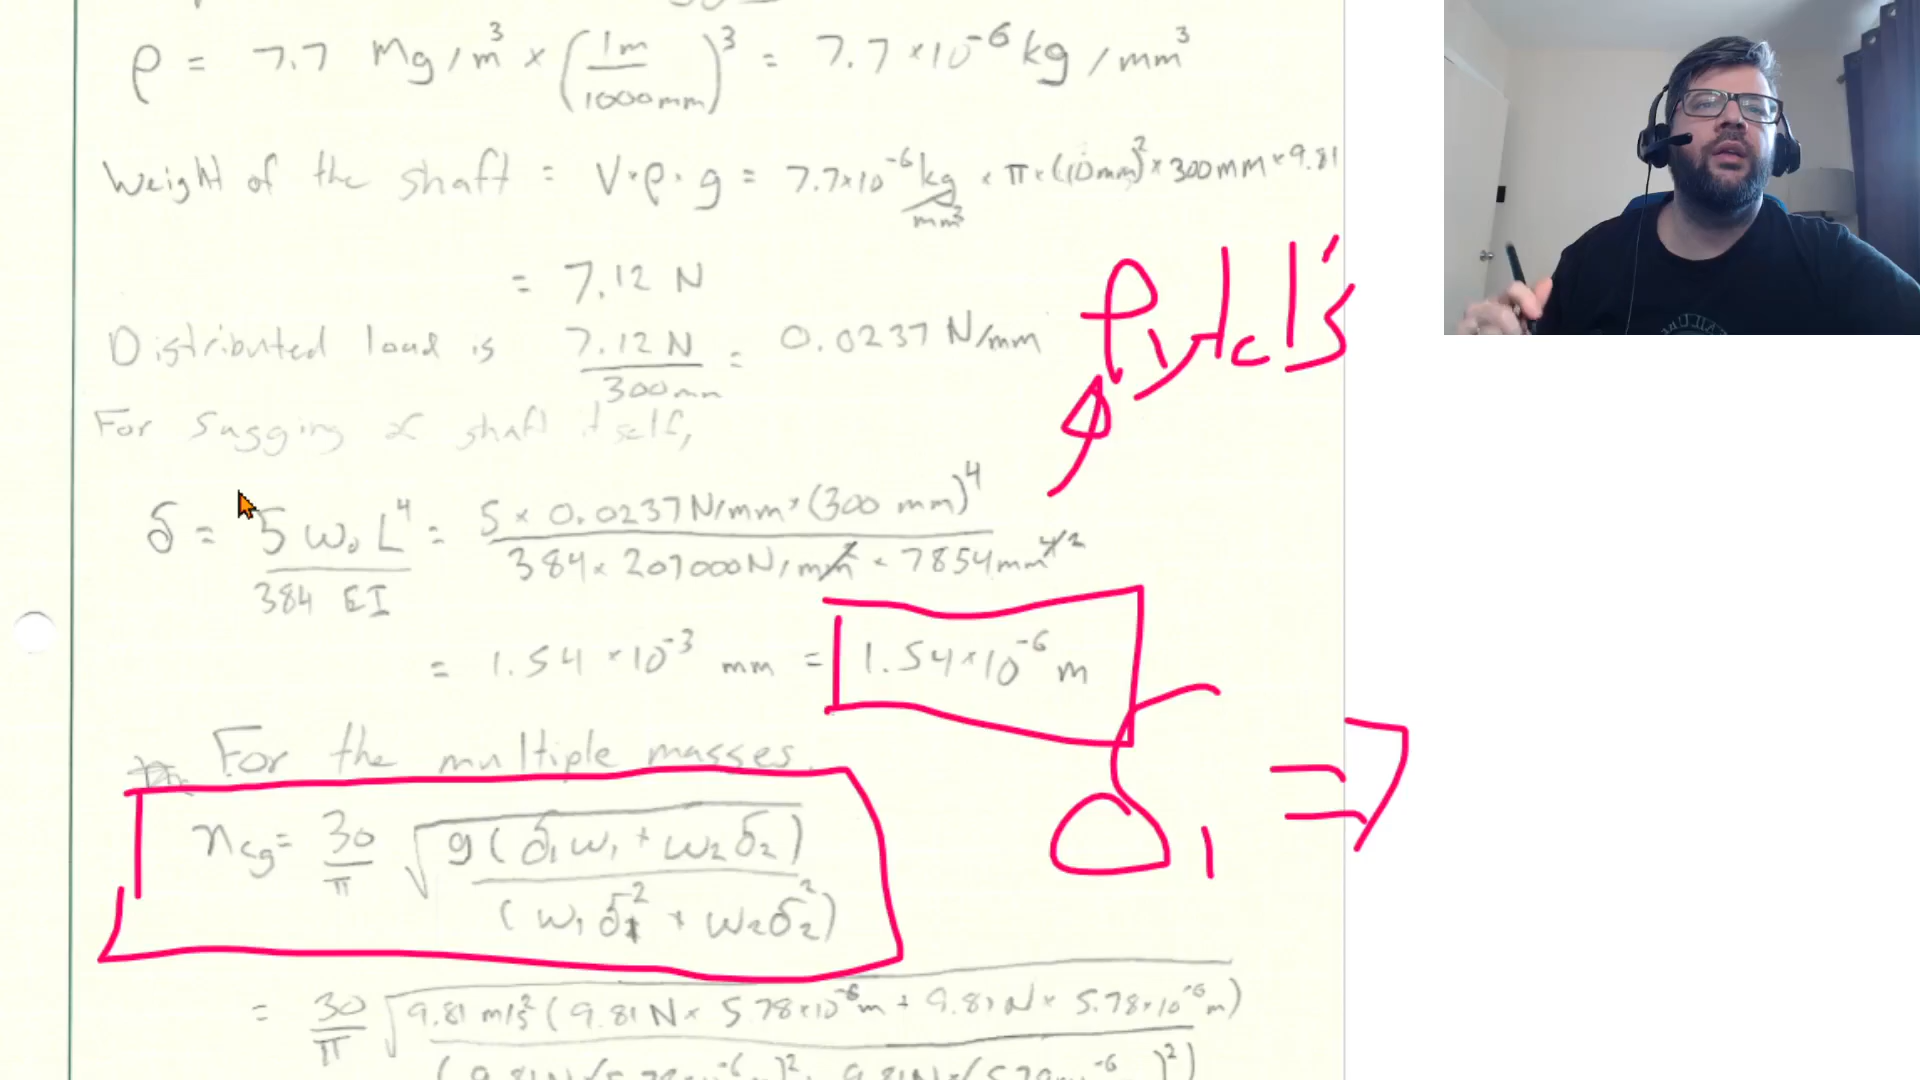 ρ = 7.7 Mg/m³ × (1m/1000mm)³ = 7.7×10⁻⁶ kg/mm³
Weight of the shaft = V·ρ·g = 7.7×10⁻⁶ kg/mm³ × π×(10mm)²×300mm×9.81
= 7.12 N
Distributed load is 7.12 N/300mm = 0.0237 N/mm
For sagging of shaft itself,
δ = 5 w₀ L⁴/384 EI = 5 × 0.0237 N/mm × (300 mm)⁴/384 × 207000 N/mm² × 7854 mm⁴ ²
= 1.54 × 10⁻³ mm = 1.54×10⁻⁶ m
For the multiple masses
n_cg = 30/π √g(δ₁w₁ + w₂δ₂)/(w₁δ₁² + w₂δ₂²)
= 30/π √9.81 m/s² (9.81 N × 5.78×10⁻⁶ m + 9.81 N × 5.78×10⁻⁶ m)